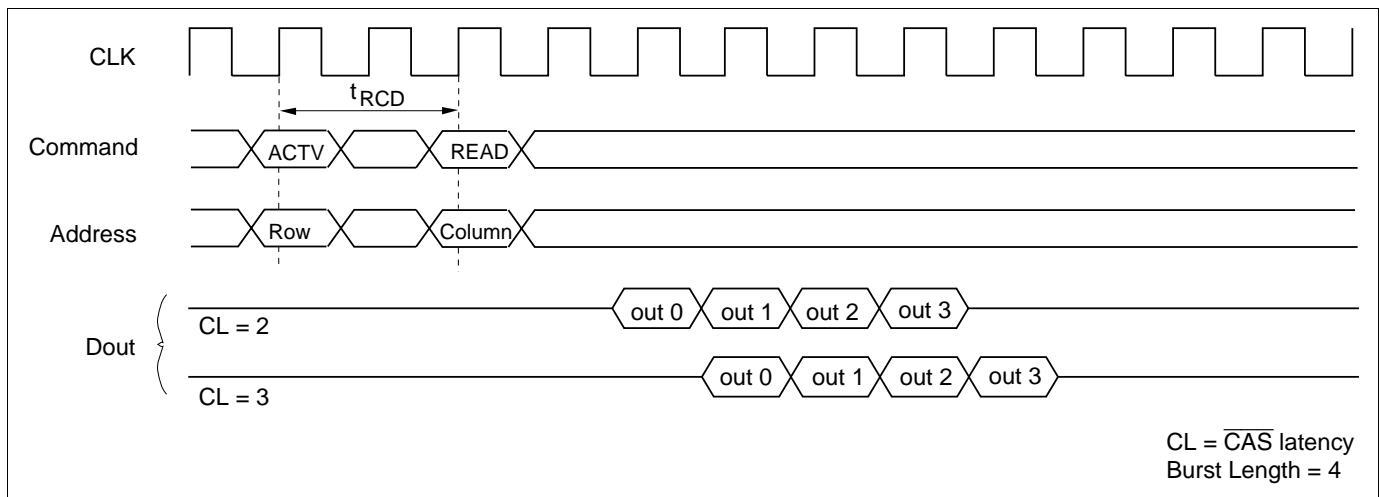 CLK
tRCD
Command
ACTV
READ
Address
Row
Column
Dout
CL = 2
out 0
out 1
out 2
out 3
CL = 3
out 0
out 1
out 2
out 3
CL = CAS latency
Burst Length = 4